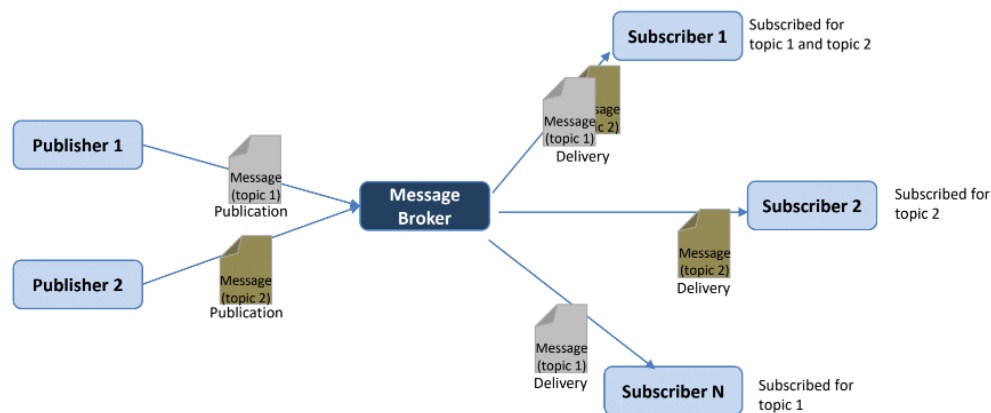 Subscriber 1
Subscribed for
topic 1 and topic 2
Message
(topic 1)
Delivery
Publisher 1
Message
(topic 1)
Publication
Message
Broker
Subscriber 2
Subscribed for
topic 2
Message
(topic 2)
Delivery
Publisher 2
Message
(topic 2)
Publication
Message
(topic 1)
Delivery
Subscriber N
Subscribed for
topic 1